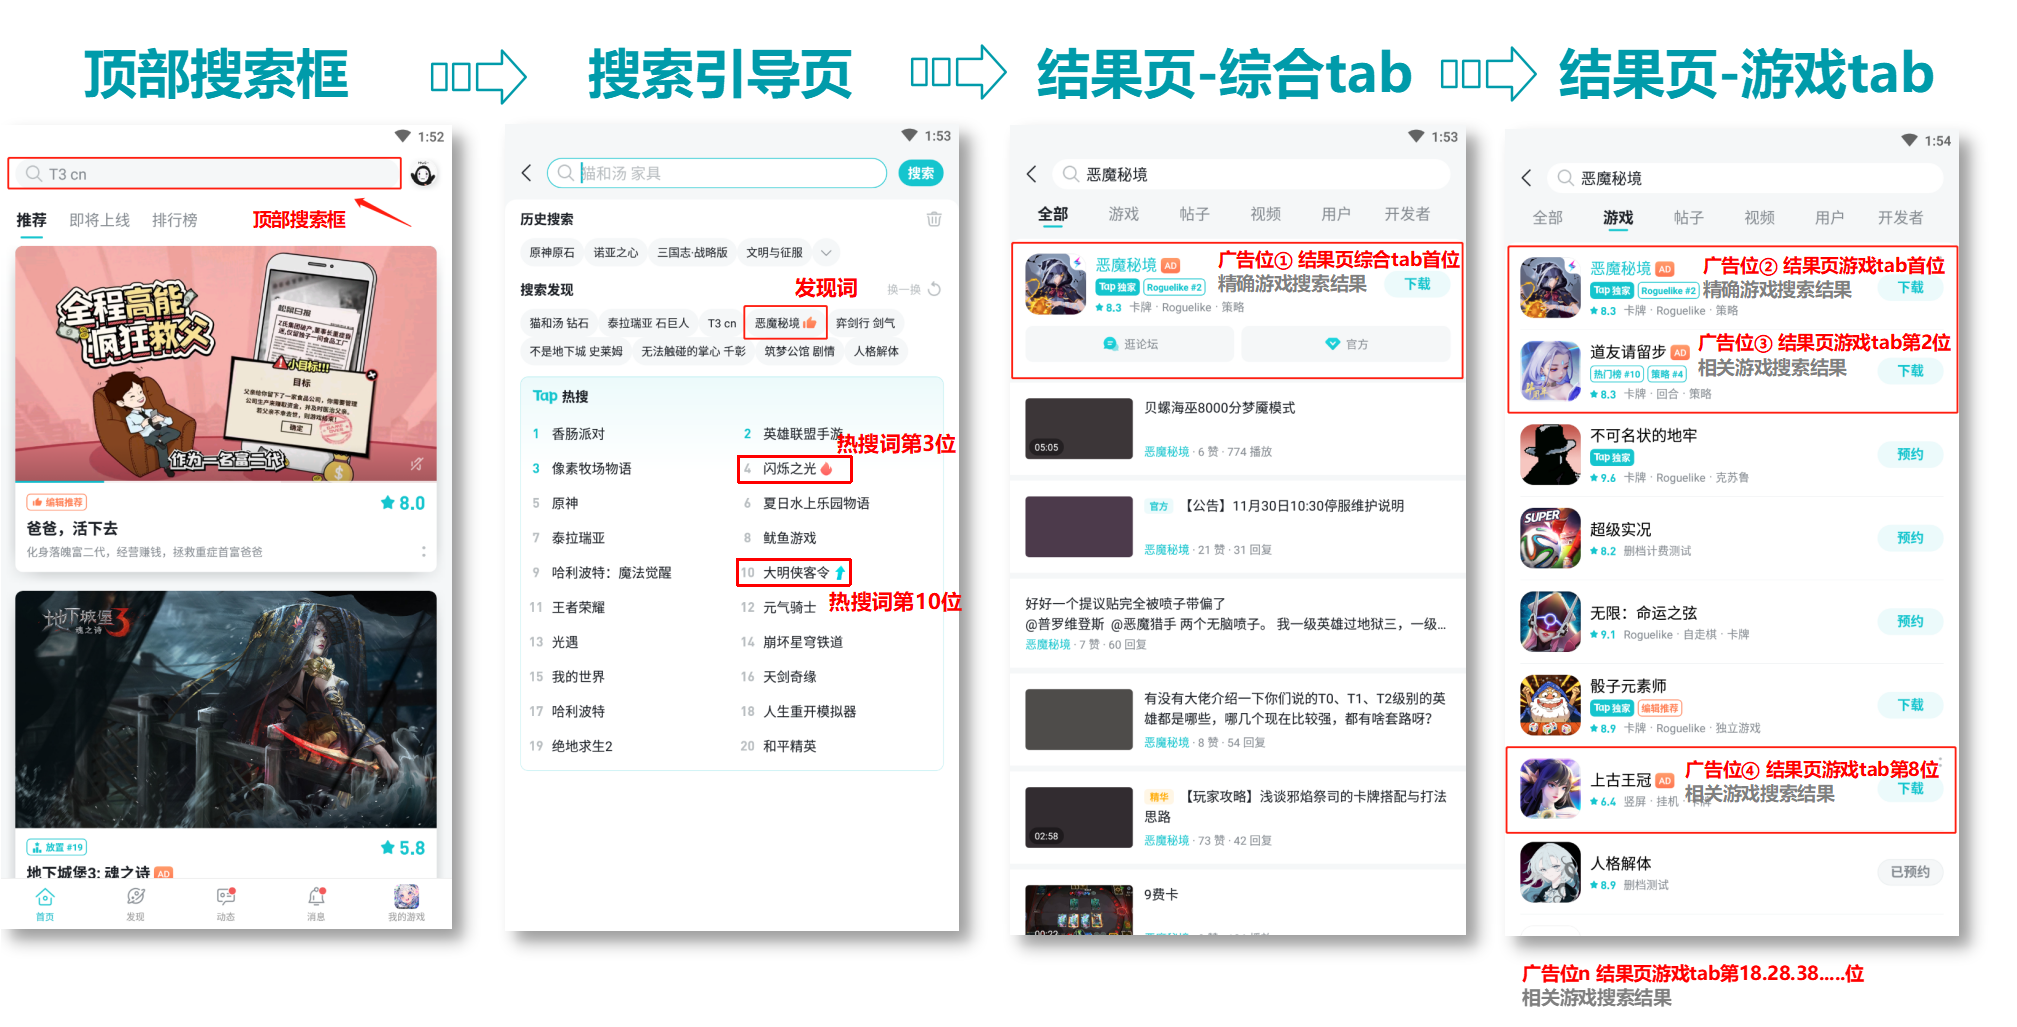 顶部搜索框
搜索引导页
结果页-综合tab
结果页-游戏tab
1:52
T3 cn
推荐 即将上线 排行榜
顶部搜索框
全程高能
疯狂救父
小目标!!!
目标
确定
作为一名富二代
编辑推荐
8.0
爸爸，活下去
化身落魄富二代，经营赚钱，拯救重症首富爸爸
地下城堡3
魂之诗
放置 #19
5.8
地下城堡3: 魂之诗 AD
首页 发现 动态 消息 我的游戏
1:53
猫和汤 家具
搜索
历史搜索
原神原石 诺亚之心 三国志·战略版 文明与征服
发现词
搜索发现
换一换
猫和汤 钻石 泰拉瑞亚 石巨人 T3 cn 恶魔秘境 弈剑行 剑气
不是地下城 史莱姆 无法触碰的掌心 千彰 筑梦公馆 剧情 人格解体
Tap 热搜
1 香肠派对
2 英雄联盟手游
热搜词第3位
3 像素牧场物语
4 闪烁之光
5 原神
6 夏日水上乐园物语
7 泰拉瑞亚
8 鱿鱼游戏
9 哈利波特：魔法觉醒
10 大明侠客令
热搜词第10位
11 王者荣耀
12 元气骑士
13 光遇
14 崩坏星穹铁道
15 我的世界
16 天剑奇缘
17 哈利波特
18 人生重开模拟器
19 绝地求生2
20 和平精英
1:53
恶魔秘境
全部 游戏 帖子 视频 用户 开发者
恶魔秘境 AD
广告位① 结果页综合tab首位
Tap 独家 Roguelike #2
精确游戏搜索结果
下载
8.3 卡牌 · Roguelike · 策略
逛论坛
官方
贝螺海巫8000分梦魇模式
05:05
恶魔秘境 · 6 赞 · 774 播放
官方 【公告】11月30日10:30停服维护说明
恶魔秘境 · 21 赞 · 31 回复
好好一个提议贴完全被喷子带偏了
@普罗维登斯 @恶魔猎手 两个无脑喷子。 我一级英雄过地狱三，一级...
恶魔秘境 · 7 赞 · 60 回复
有没有大佬介绍一下你们说的T0、T1、T2级别的英
雄都是哪些，哪几个现在比较强，都有啥套路呀?
恶魔秘境 · 8 赞 · 54 回复
精华 【玩家攻略】浅谈邪焰祭司的卡牌搭配与打法
思路
02:58
恶魔秘境 · 73 赞 · 42 回复
9费卡
00:22
1:54
恶魔秘境
全部 游戏 帖子 视频 用户 开发者
恶魔秘境 AD
广告位② 结果页游戏tab首位
Tap 独家 Roguelike #2
精确游戏搜索结果
下载
8.3 卡牌 · Roguelike · 策略
道友请留步 AD
广告位③ 结果页游戏tab第2位
热门榜 #10 策略 #4
相关游戏搜索结果
下载
8.3 卡牌 · 回合 · 策略
不可名状的地牢
Tap 独家
预约
9.6 卡牌 · Roguelike · 克苏鲁
SUPER
超级实况
预约
8.2 删档计费测试
无限：命运之弦
预约
9.1 Roguelike · 自走棋 · 卡牌
骰子元素师
Tap 独家 编辑推荐
下载
8.9 卡牌 · Roguelike · 独立游戏
上古王冠 AD
广告位④ 结果页游戏tab第8位
相关游戏搜索结果
下载
6.4 竖屏 · 挂机 · 卡牌
人格解体
已预约
8.9 删档测试
广告位n 结果页游戏tab第18.28.38.....位
相关游戏搜索结果